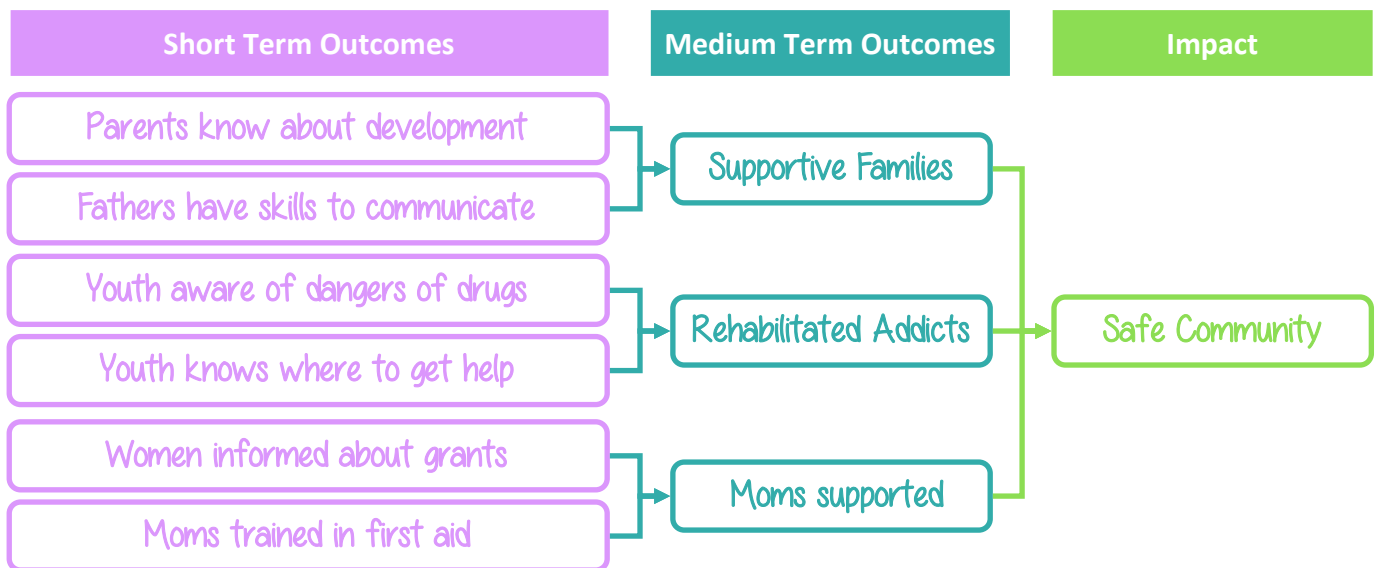 Short Term Outcomes
Medium Term Outcomes
Impact
Parents know about development
Fathers have skills to communicate
Supportive Families
Youth aware of dangers of drugs
Youth knows where to get help
Rehabilitated Addicts
Safe Community
Women informed about grants
Moms trained in first aid
Moms supported